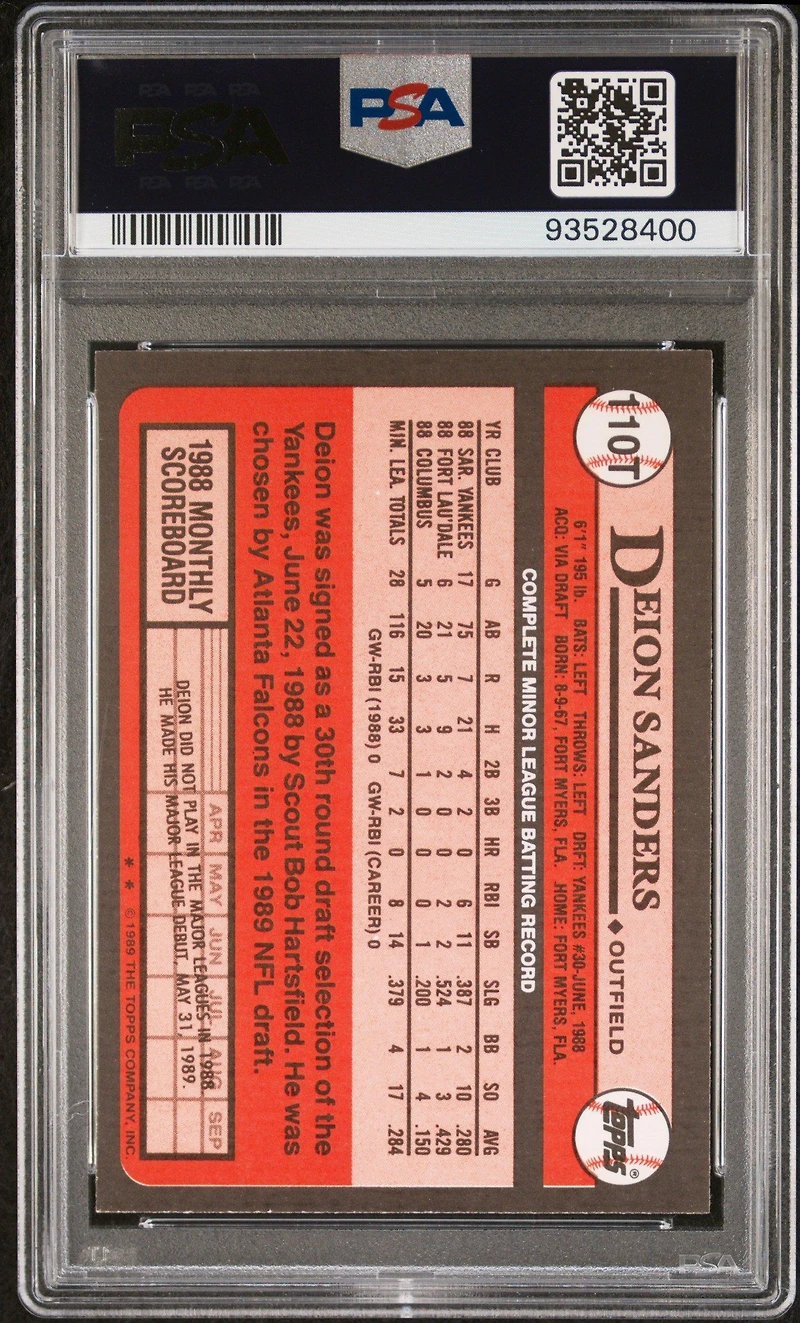 PSA PSA PSA
PSA
PSA PSA PSA
PSA
93528400
110T
DEION SANDERS ◆ OUTFIELD
Topps®
6'1" 195 lb. BATS: LEFT THROWS: LEFT DRFT: YANKEES #30-JUNE, 1988
ACQ: VIA DRAFT BORN: 8-9-67, FORT MYERS, FLA. HOME: FORT MYERS, FLA.
COMPLETE MINOR LEAGUE BATTING RECORD
YR CLUB G AB R H 2B 3B HR RBI SB SLG BB SO AVG
88 SAR. YANKEES 17 75 7 21 4 2 0 6 11 .387 2 10 .280
88 FORT LAU'DALE 6 21 5 9 2 0 0 2 2 .524 1 3 .429
88 COLUMBUS 5 20 3 3 1 0 0 0 1 .200 1 4 .150
MIN. LEA. TOTALS 28 116 15 33 7 2 0 8 14 .379 4 17 .284
GW-RBI (1988) 0 GW-RBI (CAREER) 0
Deion was signed as a 30th round draft selection of the
Yankees, June 22, 1988 by Scout Bob Hartsfield. He was
chosen by Atlanta Falcons in the 1989 NFL draft.
1988 MONTHLY
SCOREBOARD
APR MAY JUN JUL AUG SEP
DEION DID NOT PLAY IN THE MAJOR LEAGUES IN 1988.
HE MADE HIS MAJOR LEAGUE DEBUT, MAY 31, 1989.
* * © 1989 THE TOPPS COMPANY, INC.
PSA